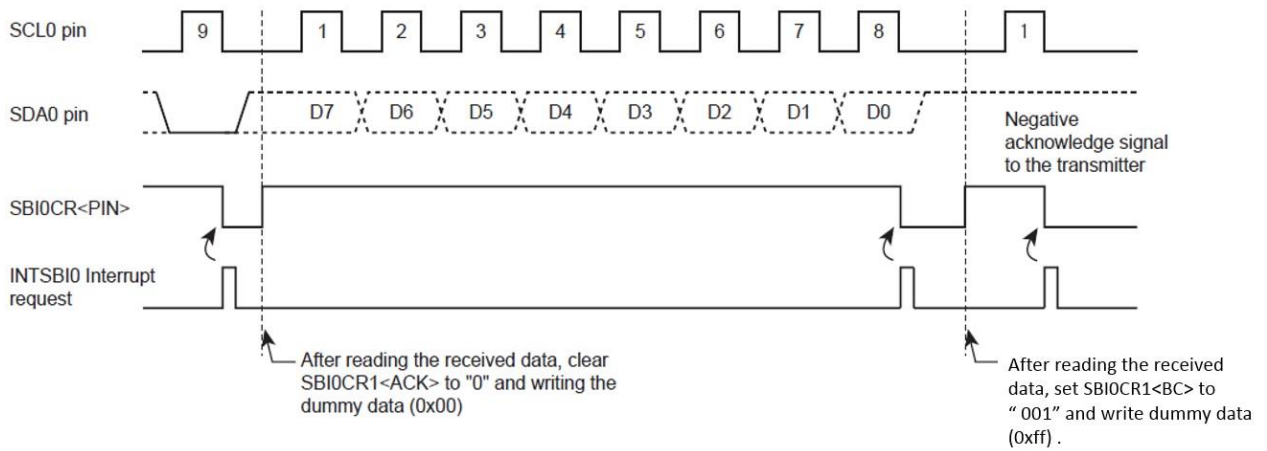 SCL0 pin
9 1 2 3 4 5 6 7 8 1
SDA0 pin
D7 D6 D5 D4 D3 D2 D1 D0
Negative
acknowledge signal
to the transmitter
SBI0CR<PIN>
INTSBI0 Interrupt
request
After reading the received data, clear
SBI0CR1<ACK> to "0" and writing the
dummy data (0x00)
After reading the received
data, set SBI0CR1<BC> to
“ 001” and write dummy data
(0xff) .